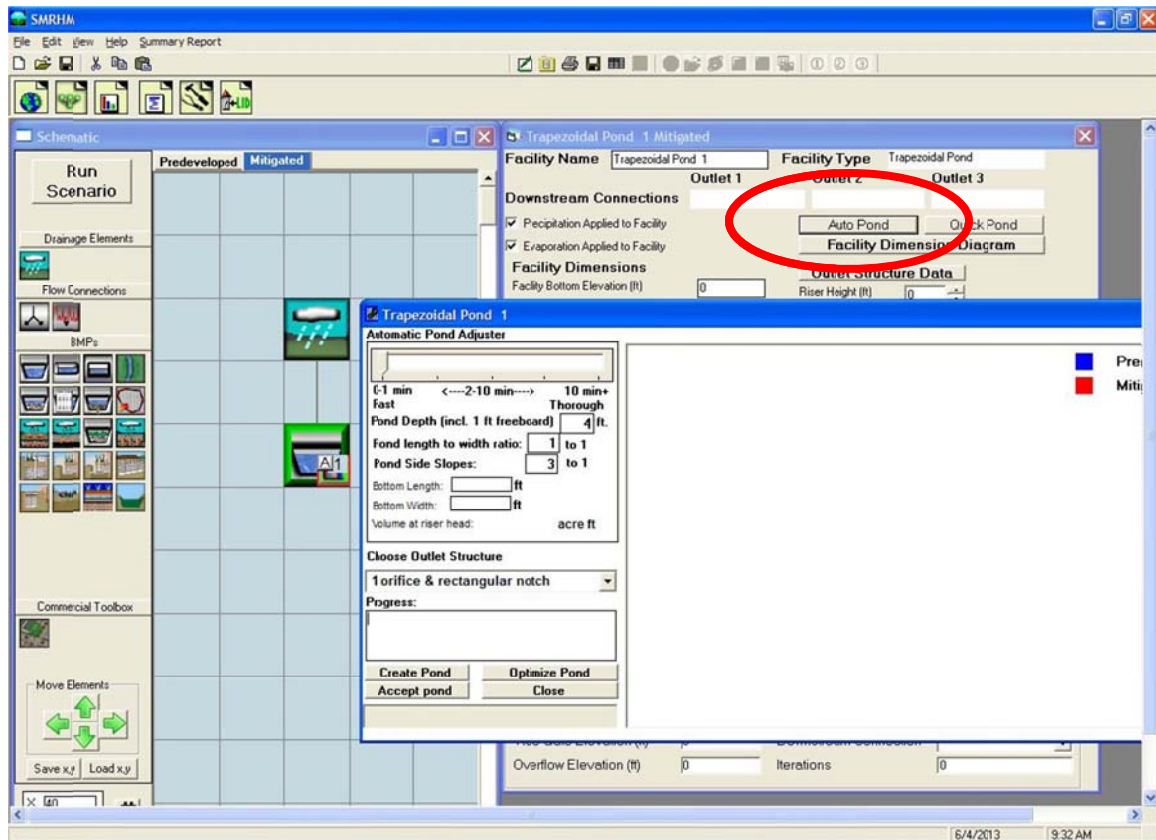 SMRHM
File Edit View Help Summary Report
Schematic
Run
Scenario
Predeveloped Mitigated
Drainage Elements
Flow Connections
BMPs
Commercial Toolbox
Move Elements
Save x,y Load x,y
X 40
Trapezoidal Pond 1 Mitigated
Facility Name Trapezoidal Pond 1 Facility Type Trapezoidal Pond
Outlet 1 Outlet 2 Outlet 3
Downstream Connections
Precipitation Applied to Facility Auto Pond Quick Pond
Evaporation Applied to Facility Facility Dimension Diagram
Facility Dimensions Outlet Structure Data
Facility Bottom Elevation (ft) 0 Riser Height (ft) 0
Trapezoidal Pond 1
Automatic Pond Adjuster
0-1 min <----2-10 min----> 10 min+
Fast Thorough
Pond Depth (incl. 1 ft freeboard) 4 ft.
Pond length to width ratio: 1 to 1
Pond Side Slopes: 3 to 1
Bottom Length: ft
Bottom Width: ft
Volume at riser head: acre ft
Choose Outlet Structure
1 orifice & rectangular notch
Progress:
Create Pond Optimize Pond
Accept pond Close
Pre
Miti
A 1
LID
Overflow Elevation (ft) 0 Iterations 0
6/4/2013 9:32 AM